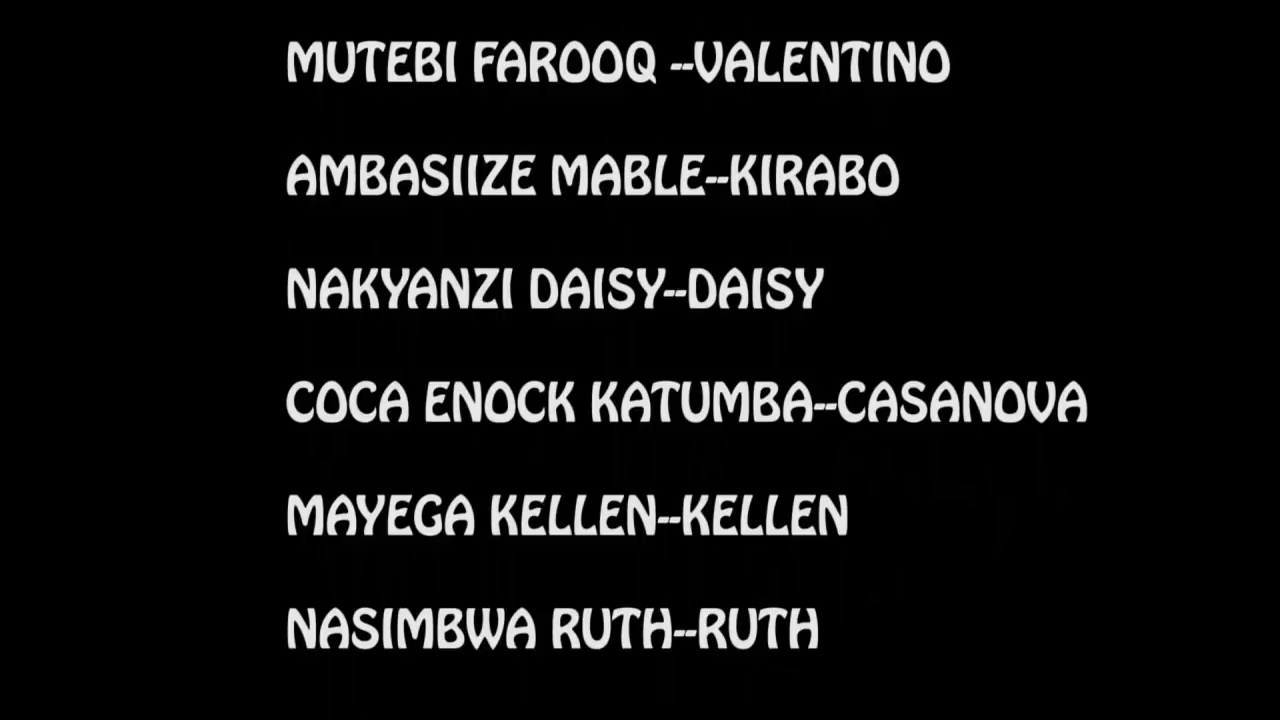 MUTEBI FAROOQ --VALENTINO
AMBASIIZE MABLE--KIRABO
NAKYANZI DAISY--DAISY
COCA ENOCK KATUMBA--CASANOVA
MAYEGA KELLEN--KELLEN
NASIMBWA RUTH--RUTH